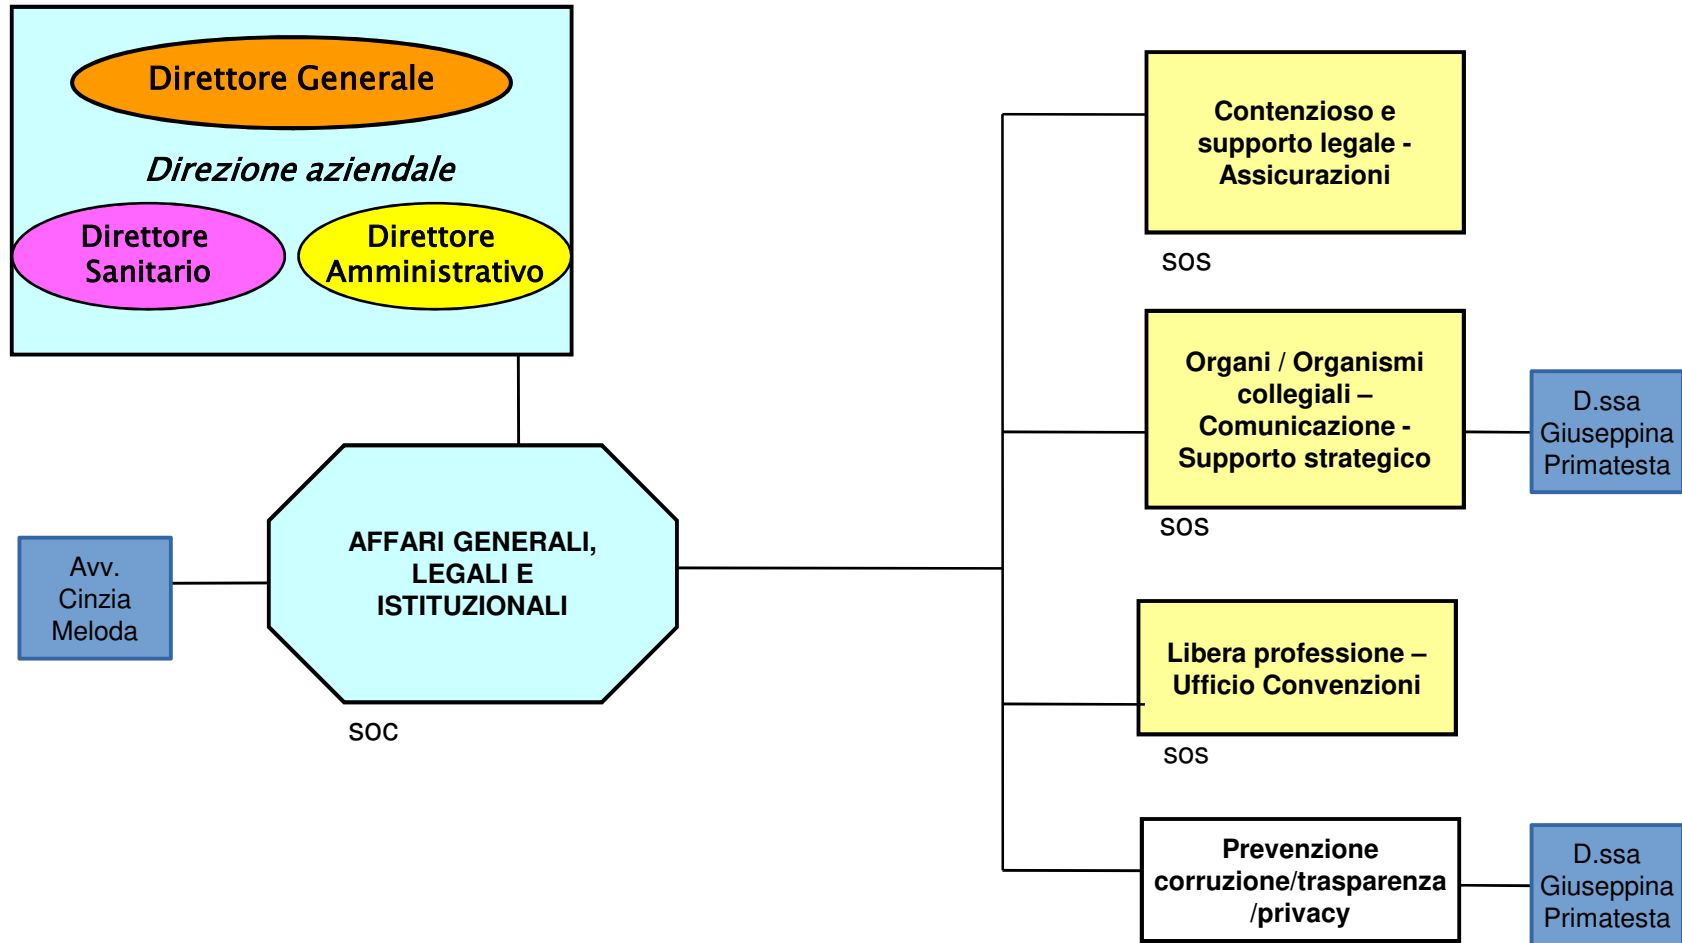 Direttore Generale
Direzione aziendale
Direttore
Sanitario
Direttore
Amministrativo
AFFARI GENERALI,
LEGALI E
ISTITUZIONALI
SOC
Avv.
Cinzia
Meloda
Contenzioso e
supporto legale -
Assicurazioni
SOS
Organi / Organismi
collegiali –
Comunicazione -
Supporto strategico
SOS
D.ssa
Giuseppina
Primatesta
Libera professione –
Ufficio Convenzioni
SOS
Prevenzione
corruzione/trasparenza
/privacy
D.ssa
Giuseppina
Primatesta